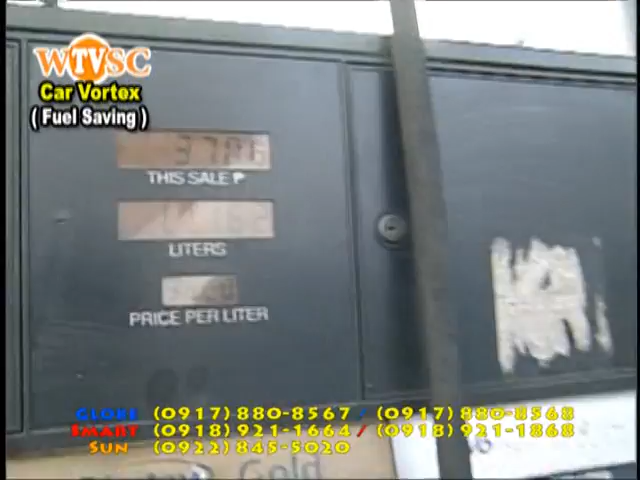 WTVSC
Car Vortex
(Fuel Saving)
THIS SALE ₱
LITERS
PRICE PER LITER
GLOBE (0917) 880-8567 / (0917) 880-8568
SMART (0918) 921-1664 / (0918) 921-1868
SUN (0922) 845-5020
Gold